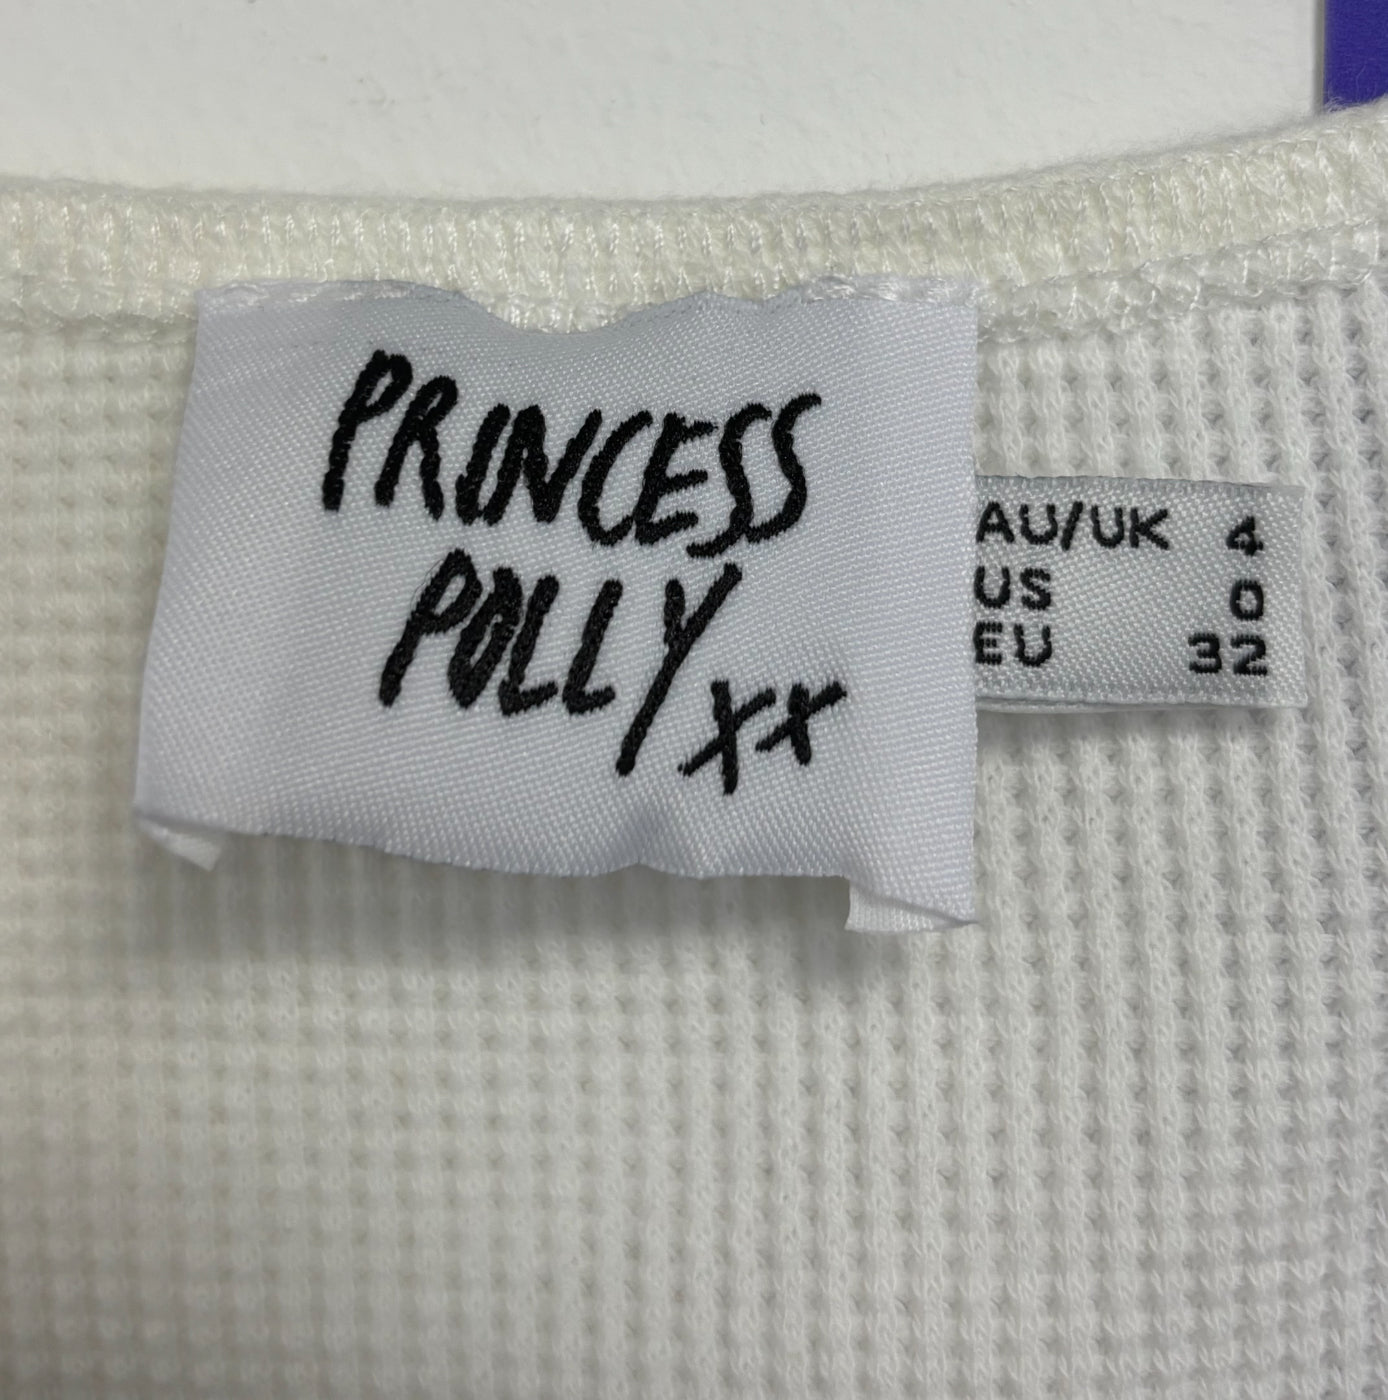 PRINCESS
POLLY xx
AU/UK 4
US 0
EU 32